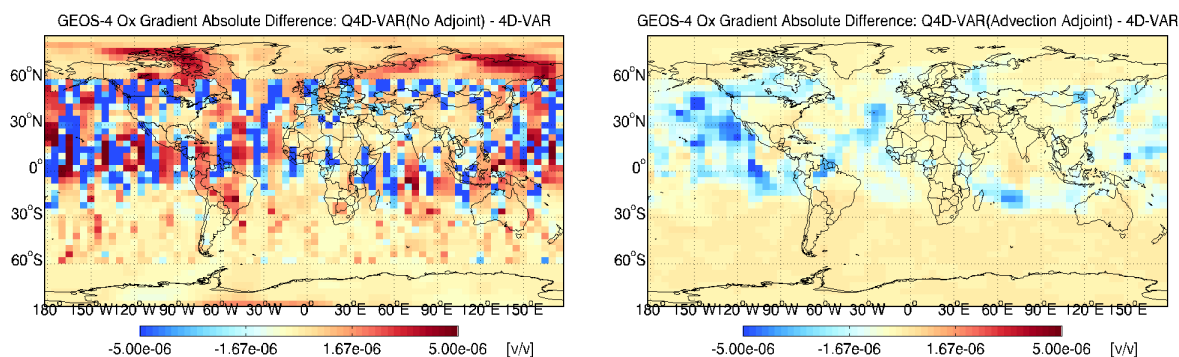 GEOS-4 Ox Gradient Absolute Difference: Q4D-VAR(No Adjoint) - 4D-VAR
60°N
30°N
0°
30°S
60°S
180°W 150°W 120°W 90°W 60°W 30°W 0° 30°E 60°E 90°E 120°E 150°E
-5.00e-06 -1.67e-06 1.67e-06 5.00e-06 [v/v]
GEOS-4 Ox Gradient Absolute Difference: Q4D-VAR(Advection Adjoint) - 4D-VAR
60°N
30°N
0°
30°S
60°S
180°W 150°W 120°W 90°W 60°W 30°W 0° 30°E 60°E 90°E 120°E 150°E
-5.00e-06 -1.67e-06 1.67e-06 5.00e-06 [v/v]